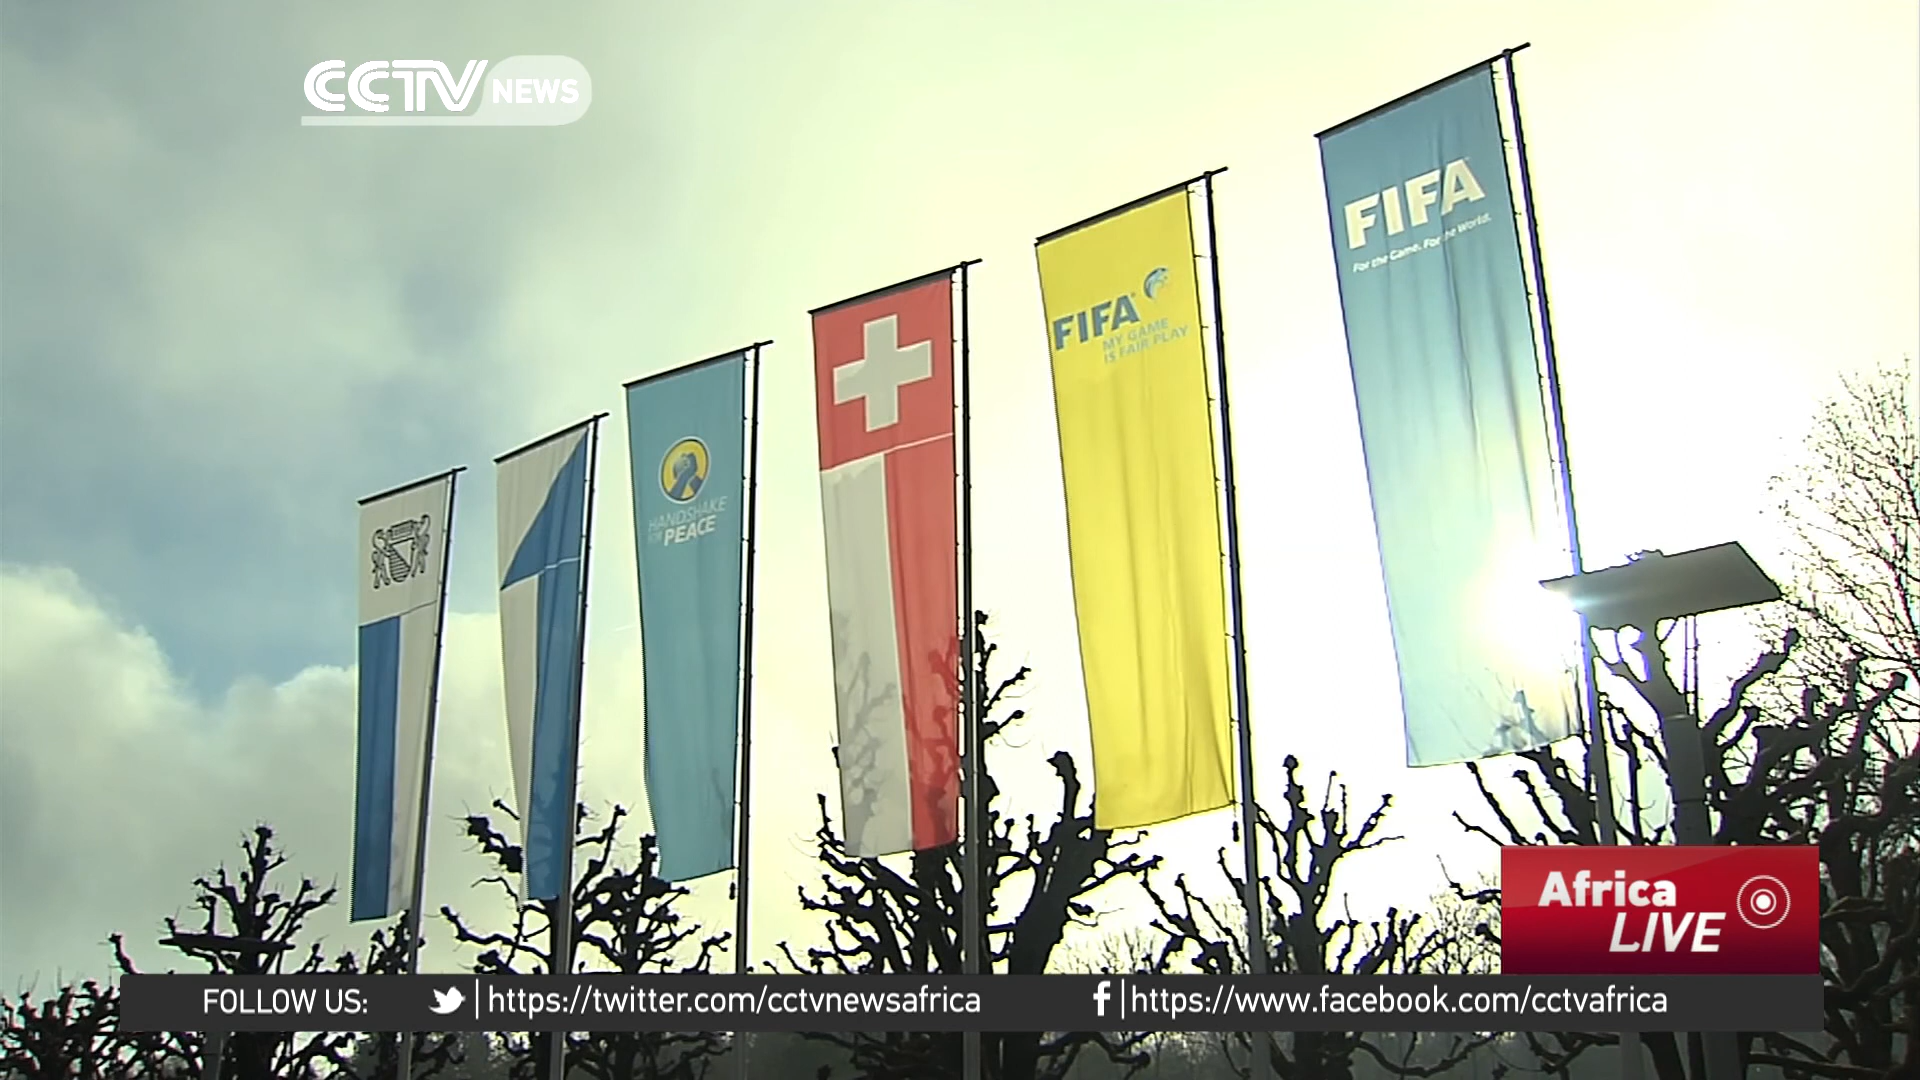 CCTV NEWS
FIFA
For the Game. For the World.
FIFA
MY GAME
IS FAIR PLAY
HANDSHAKE
FOR PEACE
Africa
LIVE
FOLLOW US: https://twitter.com/cctvnewsafrica https://www.facebook.com/cctvafrica